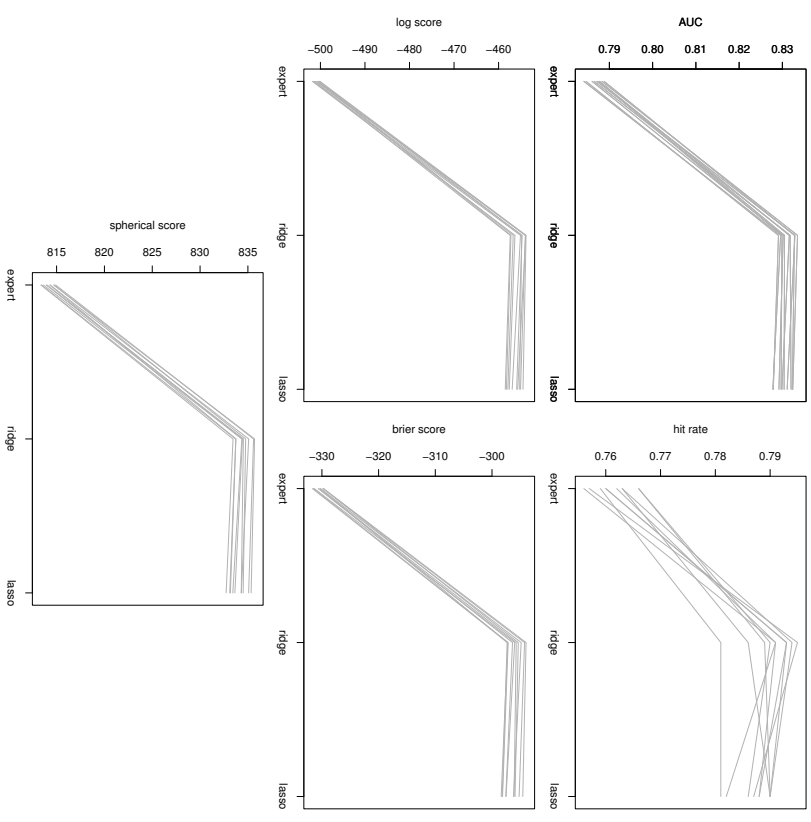 log score
−500 −490 −480 −470 −460
expert
ridge
lasso
AUC
0.79 0.80 0.81 0.82 0.83
expert
ridge
lasso
spherical score
815 820 825 830 835
expert
ridge
lasso
brier score
−330 −320 −310 −300
expert
ridge
lasso
hit rate
0.76 0.77 0.78 0.79
expert
ridge
lasso